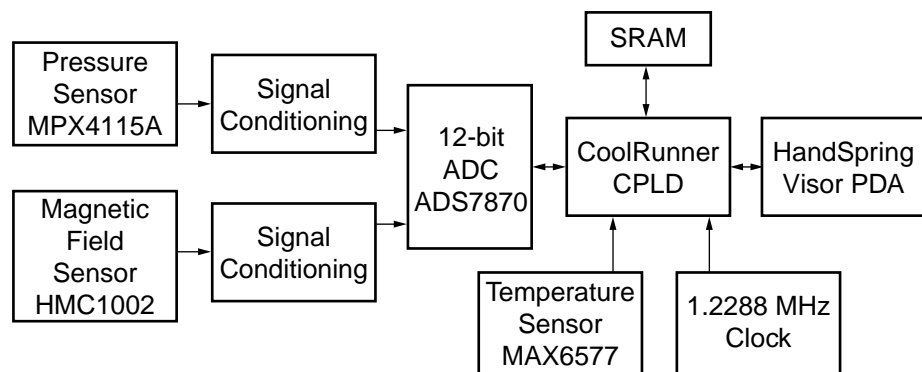 Pressure
Sensor
MPX4115A
Signal
Conditioning
12-bit
ADC
ADS7870
SRAM
CoolRunner
CPLD
HandSpring
Visor PDA
Magnetic
Field
Sensor
HMC1002
Signal
Conditioning
Temperature
Sensor
MAX6577
1.2288 MHz
Clock